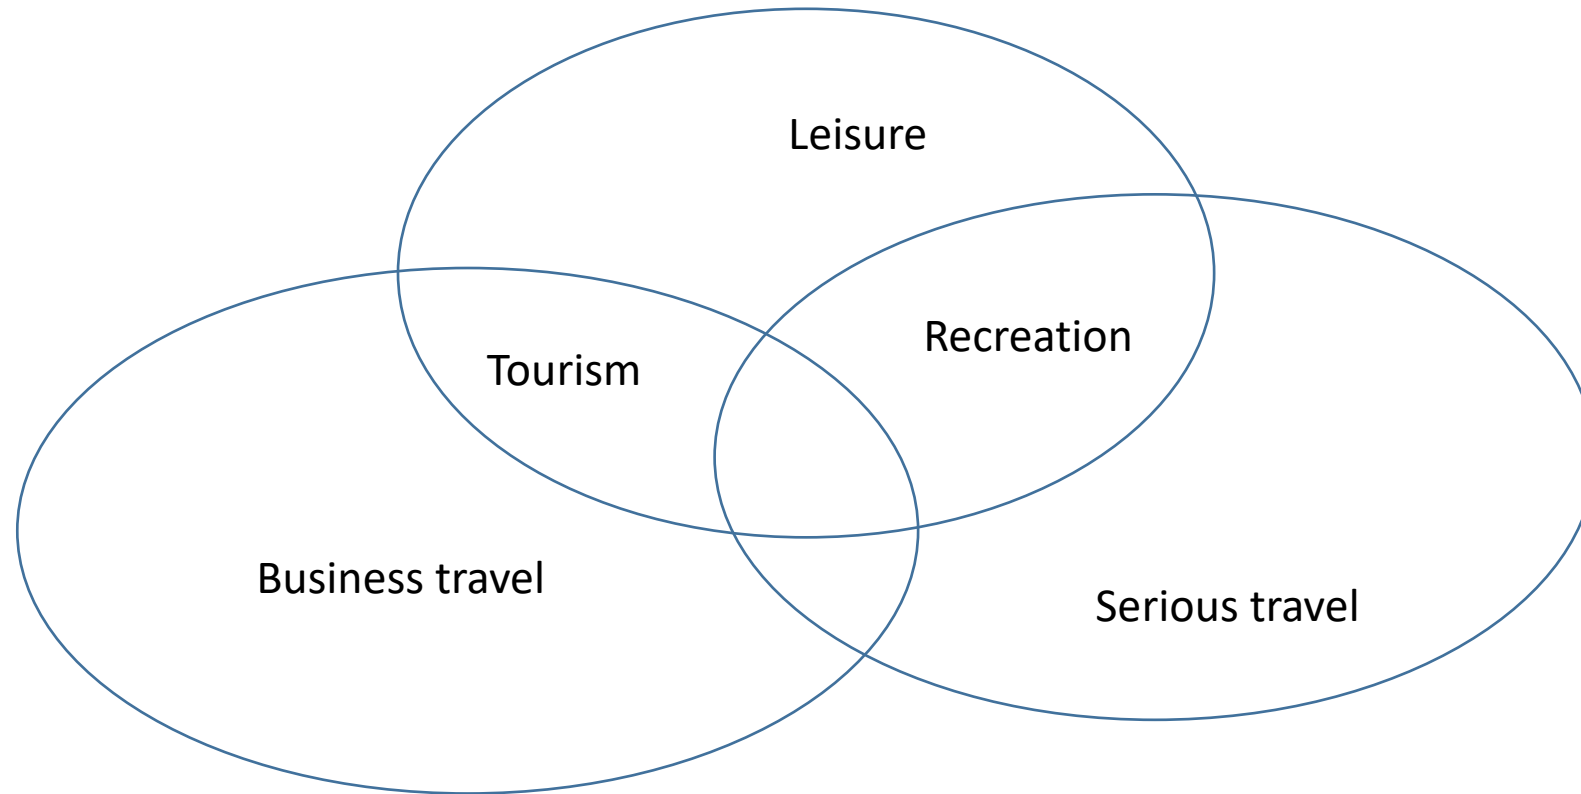 Leisure
Recreation
Tourism
Business travel
Serious travel